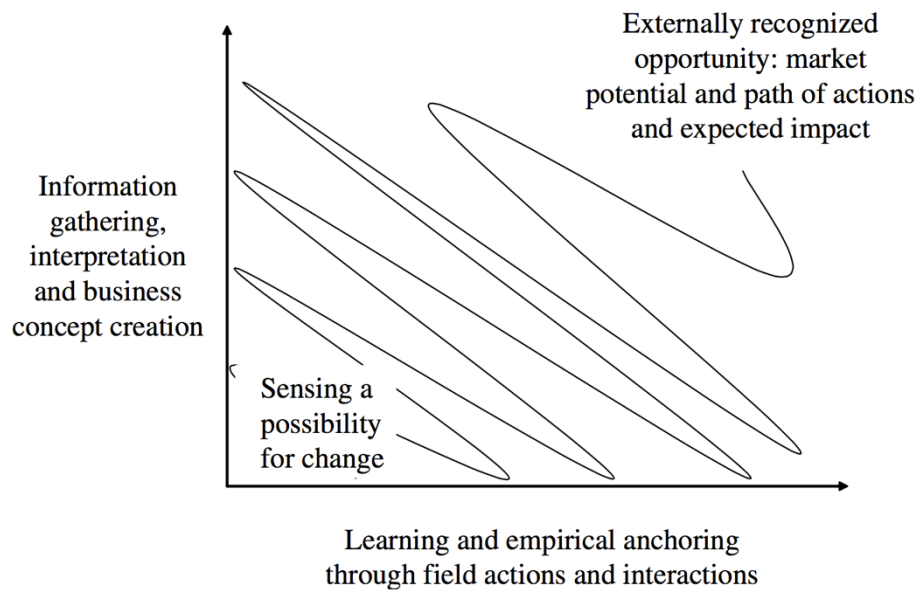 Externally recognized
opportunity: market
potential and path of actions
and expected impact
Information
gathering,
interpretation
and business
concept creation
Sensing a
possibility
for change
Learning and empirical anchoring
through field actions and interactions